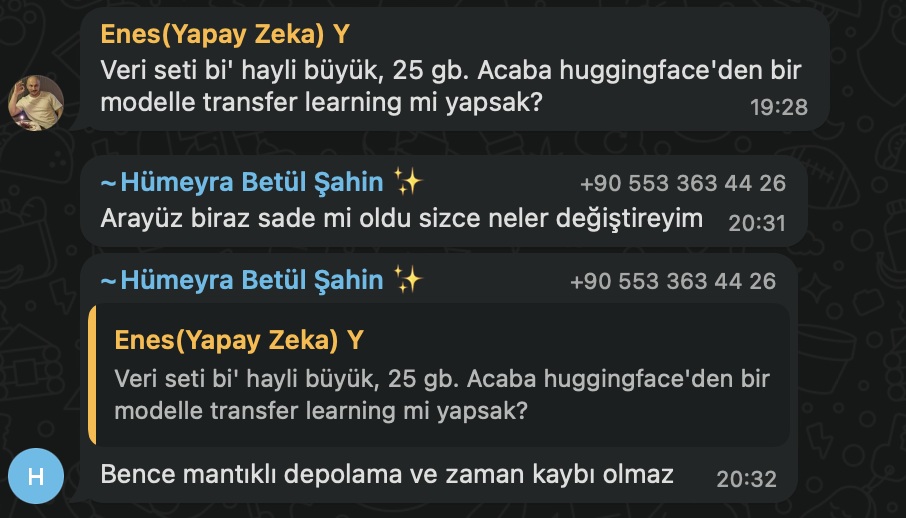 Enes(Yapay Zeka) Y
Veri seti bi' hayli büyük, 25 gb. Acaba huggingface'den bir
modelle transfer learning mi yapsak?
19:28
~Hümeyra Betül Şahin ✨ +90 553 363 44 26
Arayüz biraz sade mi oldu sizce neler değiştireyim 20:31
~Hümeyra Betül Şahin ✨ +90 553 363 44 26
Enes(Yapay Zeka) Y
Veri seti bi' hayli büyük, 25 gb. Acaba huggingface'den bir
modelle transfer learning mi yapsak?
H
Bence mantıklı depolama ve zaman kaybı olmaz 20:32